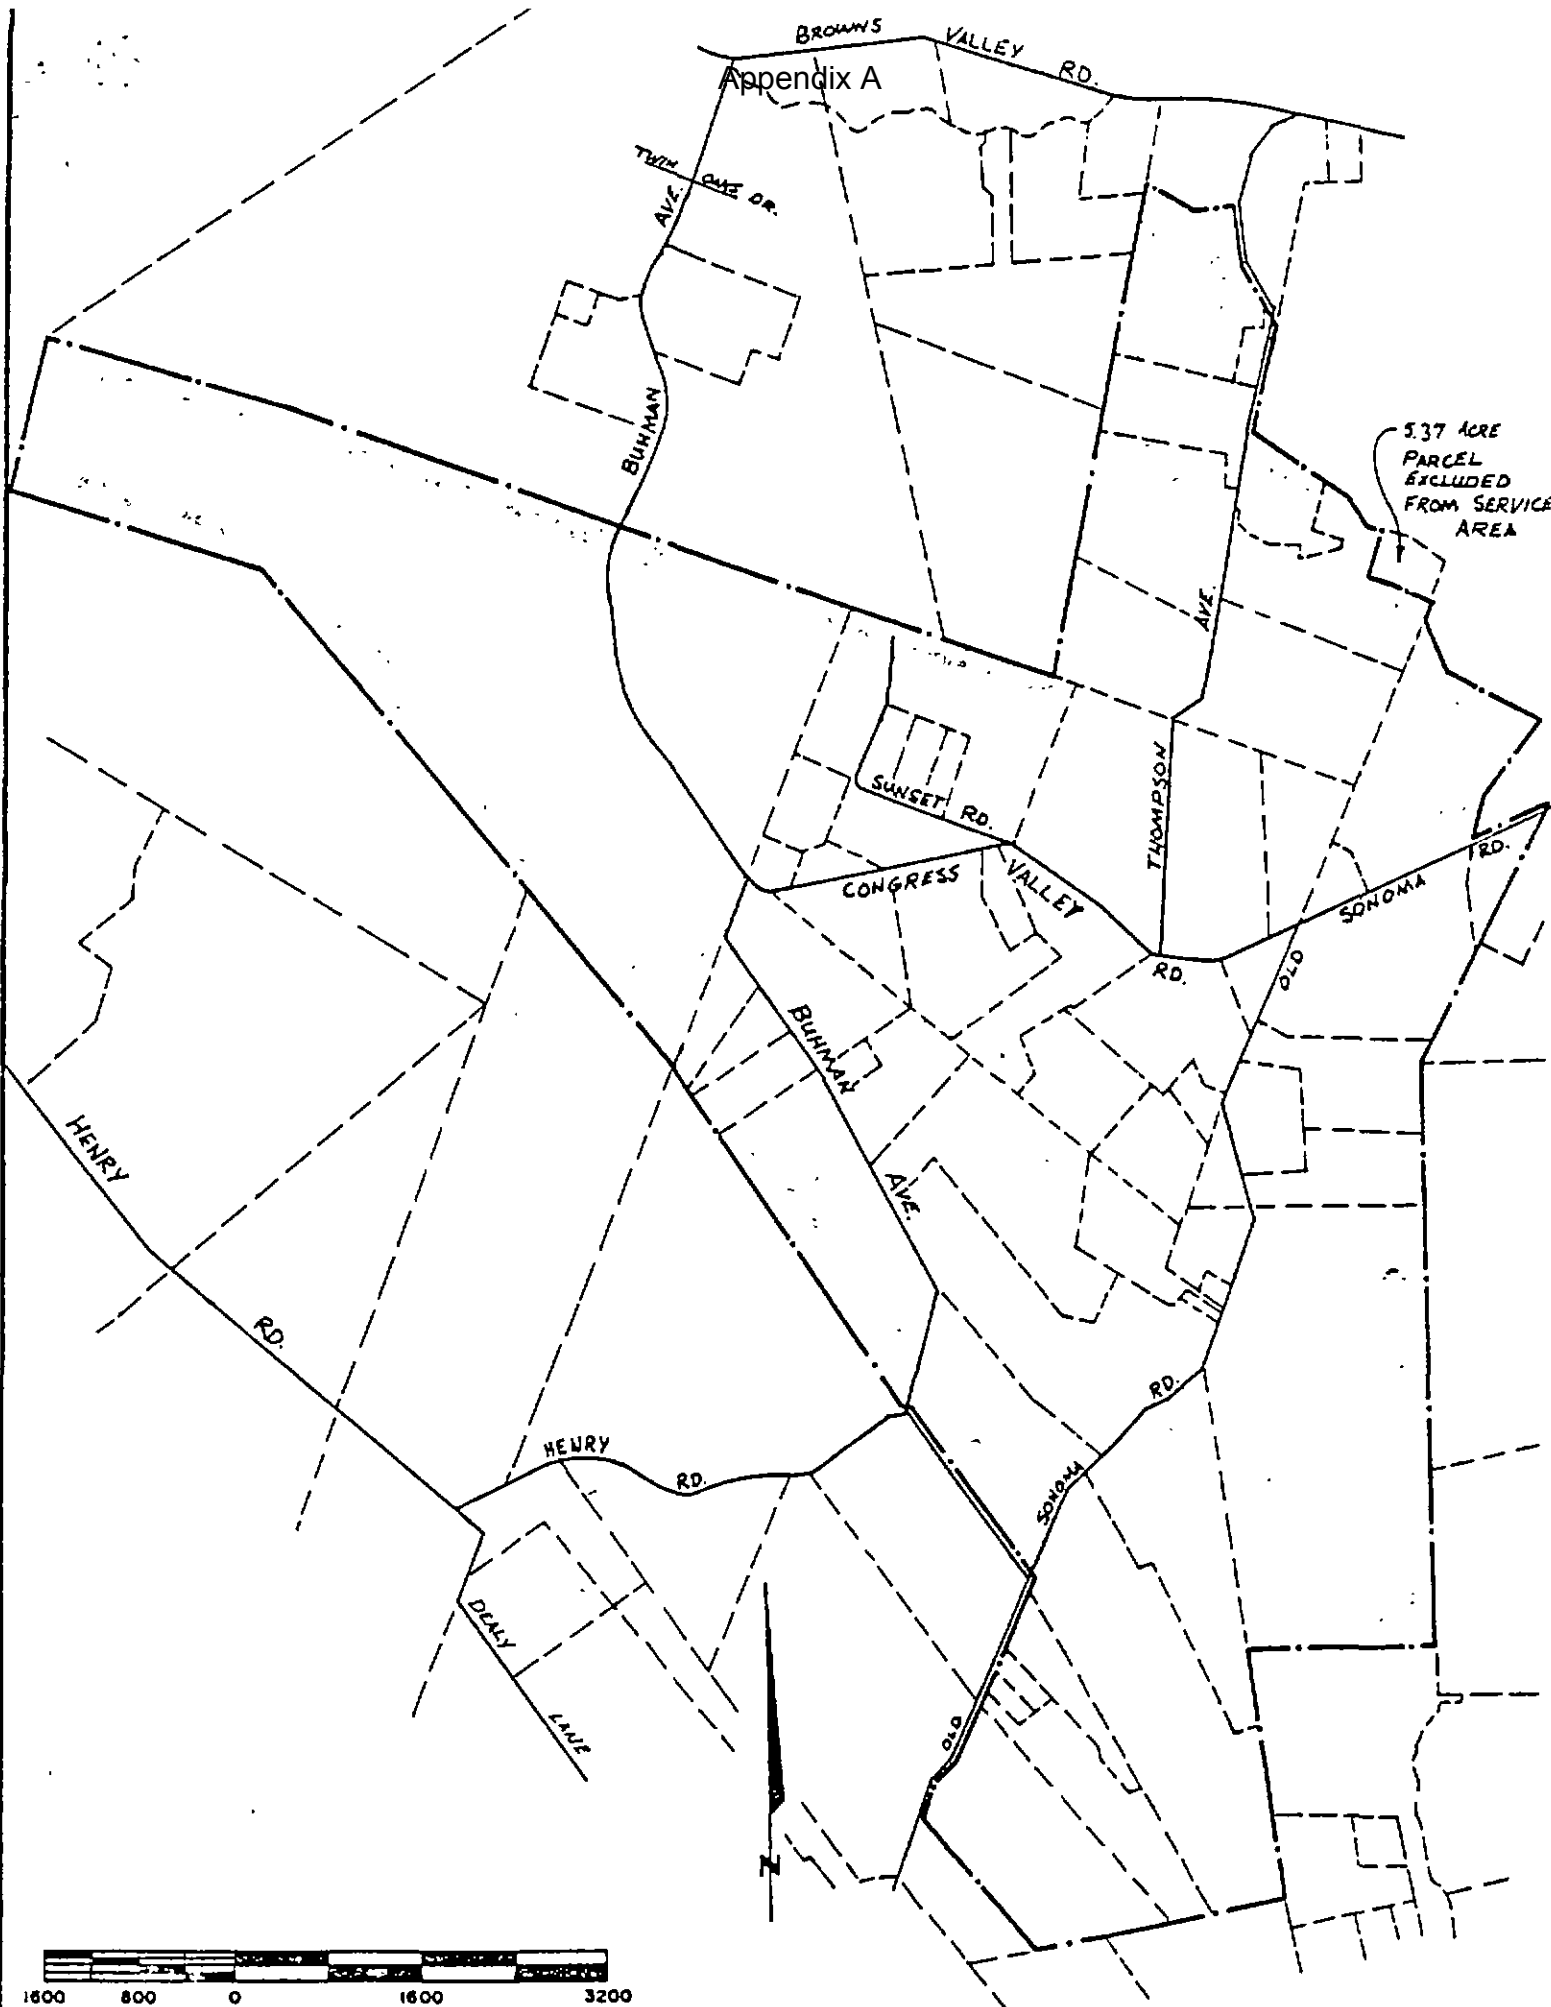 BROWNS VALLEY RD.
Appendix A
TWIN OAKS DR.
AVE.
BUHMAN
5.37 ACRE
PARCEL
EXCLUDED
FROM SERVICE
AREA
AVE.
THOMPSON
SUNSET RD.
CONGRESS VALLEY RD.
SONOMA RD.
OLD
BUHMAN
AVE.
HENRY
RD.
HENRY RD.
RD.
SONOMA
DEALY
LANE
OLD
N
1600 800 0 1600 3200